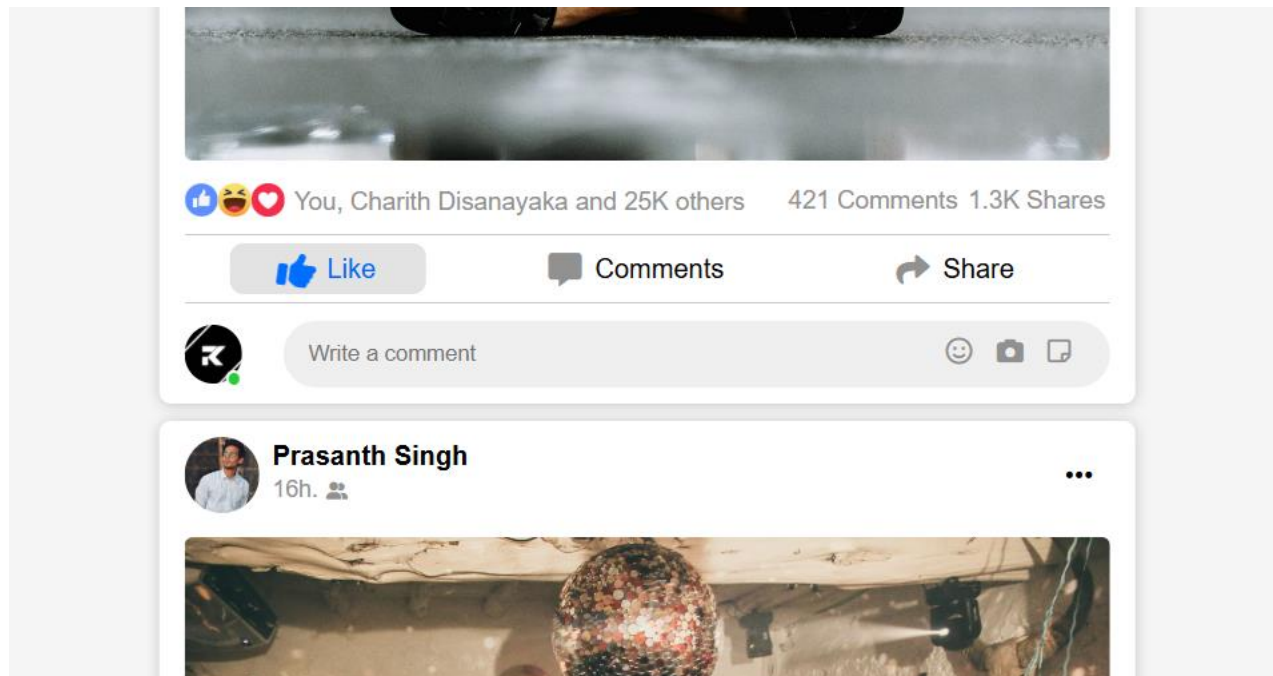 You, Charith Disanayaka and 25K others 421 Comments 1.3K Shares
Like Comments Share
Write a comment
Prasanth Singh
16h.